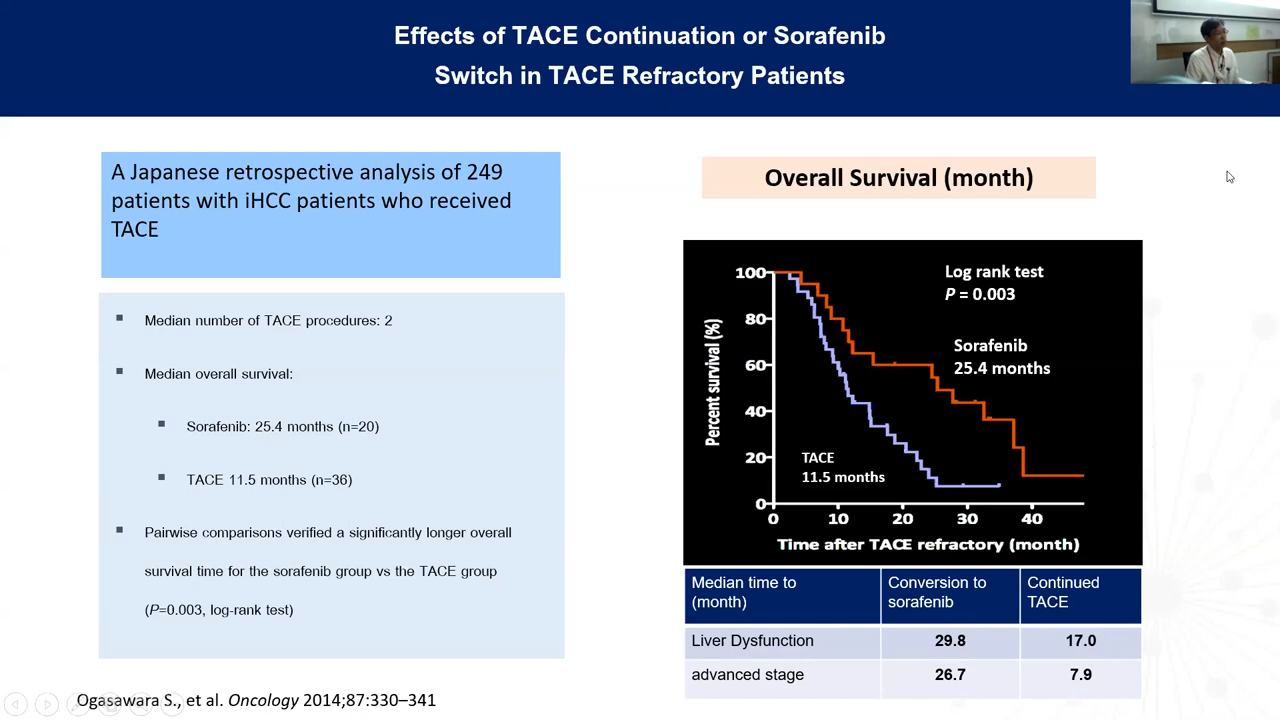 Effects of TACE Continuation or Sorafenib
Switch in TACE Refractory Patients
A Japanese retrospective analysis of 249
patients with iHCC patients who received
TACE
Median number of TACE procedures: 2
Median overall survival:
Sorafenib: 25.4 months (n=20)
TACE 11.5 months (n=36)
Pairwise comparisons verified a significantly longer overall
survival time for the sorafenib group vs the TACE group
(P=0.003, log-rank test)
Ogasawara S., et al. Oncology 2014;87:330–341
Overall Survival (month)
Log rank test
P = 0.003
Sorafenib
25.4 months
TACE
11.5 months
Percent survival (%)
100
80
60
40
20
0
0 10 20 30 40
Time after TACE refractory (month)
Median time to (month) Conversion to sorafenib Continued TACE
Liver Dysfunction 29.8 17.0
advanced stage 26.7 7.9